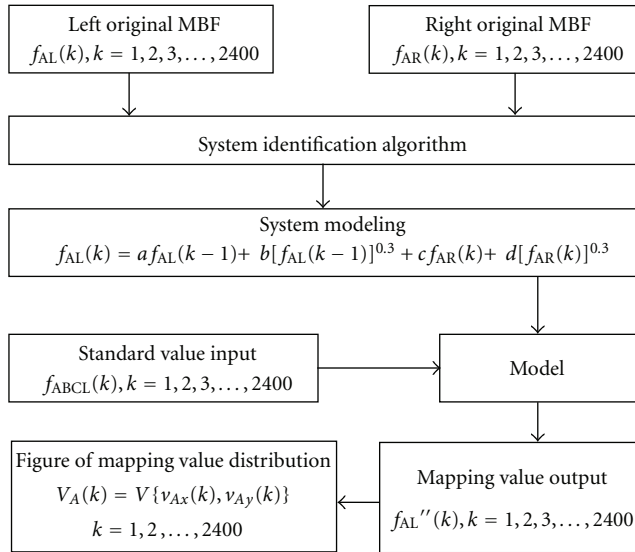 Left original MBF
f_AL(k), k = 1, 2, 3, ..., 2400
Right original MBF
f_AR(k), k = 1, 2, 3, ..., 2400
System identification algorithm
System modeling
f_AL(k) = a f_AL(k − 1)+ b[f_AL(k − 1)]^0.3 + c f_AR(k)+ d[f_AR(k)]^0.3
Standard value input
f_ABCL(k), k = 1, 2, 3, ..., 2400
Model
Figure of mapping value distribution
V_A(k) = V{v_Ax(k), v_Ay(k)}
k = 1, 2, ..., 2400
Mapping value output
f_AL''(k), k = 1, 2, 3, ..., 2400